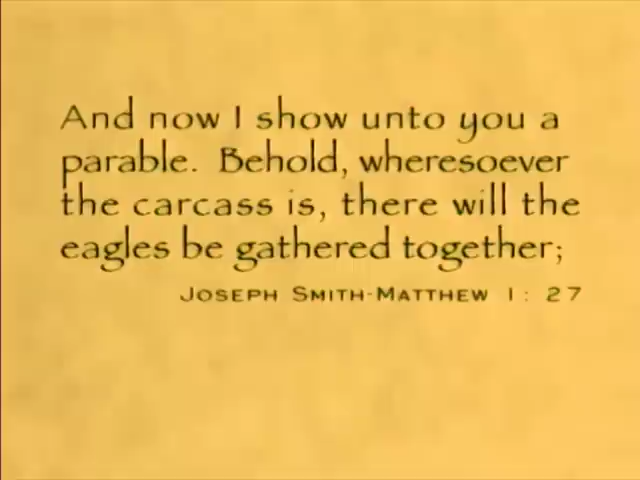 And now I show unto you a
parable. Behold, wheresoever
the carcass is, there will the
eagles be gathered together;
Joseph Smith-Matthew 1: 27